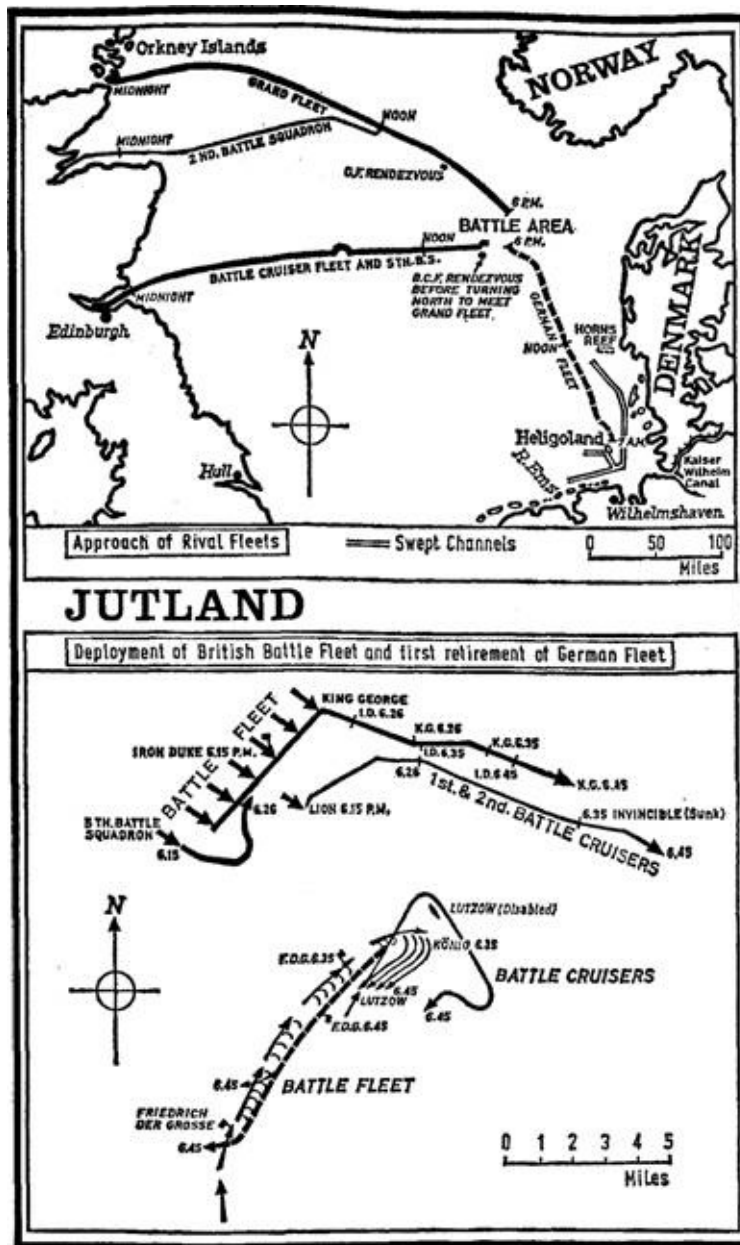 Orkney Islands
MIDNIGHT
GRAND FLEET
NOON
NORWAY
MIDNIGHT
2ND. BATTLE SQUADRON
G.F. RENDEZVOUS
6 P.M.
BATTLE AREA
NOON
6 P.M.
BATTLE CRUISER FLEET AND 5TH. B.S.
MIDNIGHT
Edinburgh
B.C.F. RENDEZVOUS
BEFORE TURNING
NORTH TO MEET
GRAND FLEET.
GERMAN
FLEET
NOON
HORNS
REEF
DENMARK
N
Heligoland
R. Ems
Kaiser
Wilhelm
Canal
Hull
Wilhelmshaven
Approach of Rival Fleets
Swept Channels
0 50 100
Miles
JUTLAND
Deployment of British Battle Fleet and first retirement of German Fleet
KING GEORGE
I.D. 6.26
K.G. 6.26
I.D. 6.35
K.G. 6.35
I.D. 6.45
K.G. 6.45
BATTLE FLEET
IRON DUKE 6.15 P.M.
6.26
LION 6.15 P.M.
6.26
1st. & 2nd. BATTLE CRUISERS
6.35 INVINCIBLE (Sunk)
6.45
5TH. BATTLE
SQUADRON
6.15
N
LUTZOW (Disabled)
KÖNIG 6.35
BATTLE CRUISERS
F.D.G. 6.35
6.45
LUTZOW
6.45
F.D.G. 6.45
6.45
BATTLE FLEET
FRIEDRICH
DER GROSSE
6.45
0 1 2 3 4 5
Miles